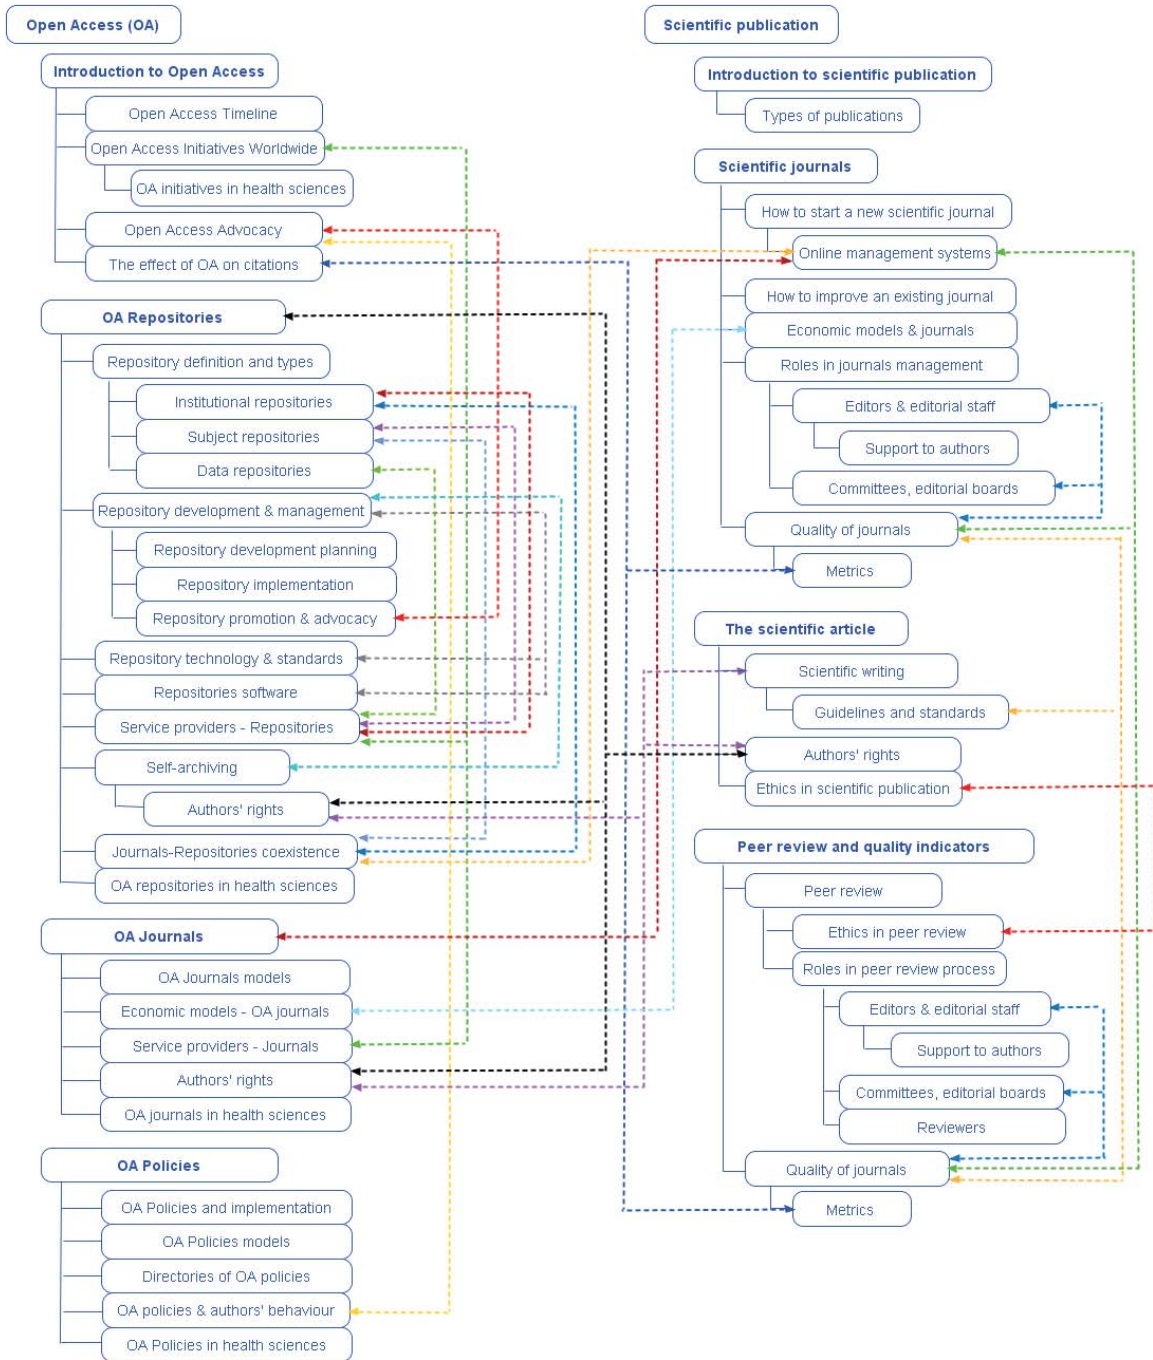 Open Access (OA)
Introduction to Open Access
Open Access Timeline
Open Access Initiatives Worldwide
OA initiatives in health sciences
Open Access Advocacy
The effect of OA on citations
OA Repositories
Repository definition and types
Institutional repositories
Subject repositories
Data repositories
Repository development & management
Repository development planning
Repository implementation
Repository promotion & advocacy
Repository technology & standards
Repositories software
Service providers - Repositories
Self-archiving
Authors' rights
Journals-Repositories coexistence
OA repositories in health sciences
OA Journals
OA Journals models
Economic models - OA journals
Service providers - Journals
Authors' rights
OA journals in health sciences
OA Policies
OA Policies and implementation
OA Policies models
Directories of OA policies
OA policies & authors' behaviour
OA Policies in health sciences
Scientific publication
Introduction to scientific publication
Types of publications
Scientific journals
How to start a new scientific journal
Online management systems
How to improve an existing journal
Economic models & journals
Roles in journals management
Editors & editorial staff
Support to authors
Committees, editorial boards
Quality of journals
Metrics
The scientific article
Scientific writing
Guidelines and standards
Authors' rights
Ethics in scientific publication
Peer review and quality indicators
Peer review
Ethics in peer review
Roles in peer review process
Editors & editorial staff
Support to authors
Committees, editorial boards
Reviewers
Quality of journals
Metrics